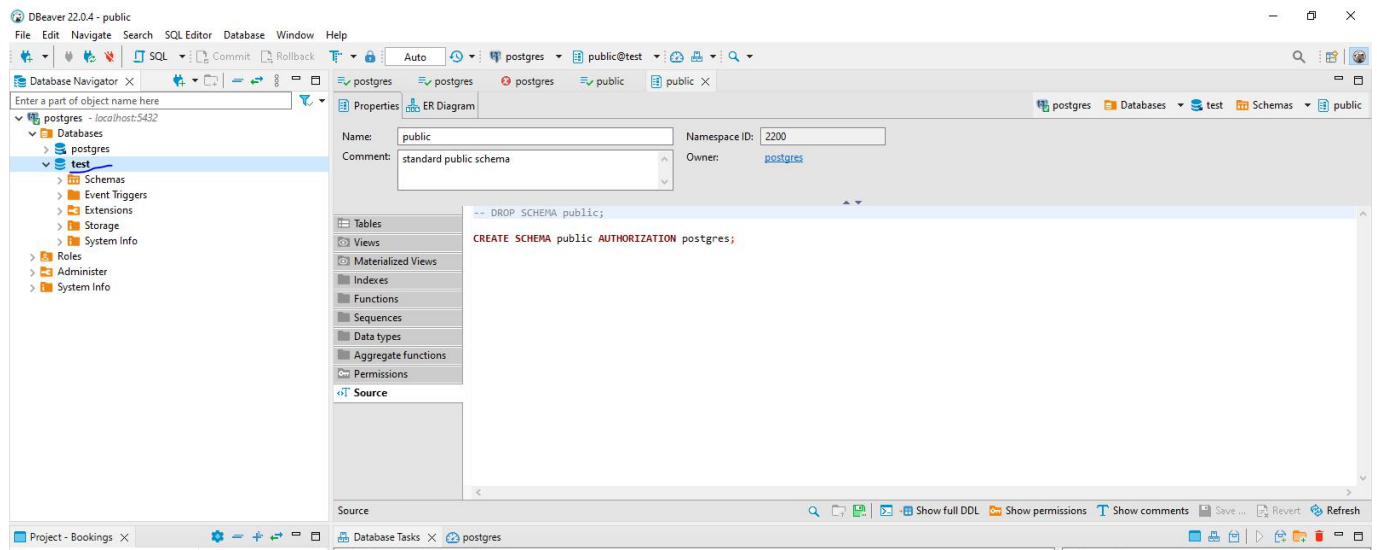 DBeaver 22.0.4 - public
File Edit Navigate Search SQL Editor Database Window Help
SQL Commit Rollback Auto postgres public@test
Database Navigator postgres postgres postgres public public
Enter a part of object name here
Properties ER Diagram postgres Databases test Schemas public
postgres - localhost:5432
Databases
postgres
test
Schemas
Event Triggers
Extensions
Storage
System Info
Roles
Administer
System Info
Name: public Namespace ID: 2200
Comment: standard public schema Owner: postgres
Tables
Views
Materialized Views
Indexes
Functions
Sequences
Data types
Aggregate functions
Permissions
Source
-- DROP SCHEMA public;
CREATE SCHEMA public AUTHORIZATION postgres;
Source Show full DDL Show permissions Show comments Save ... Revert Refresh
Project - Bookings Database Tasks postgres